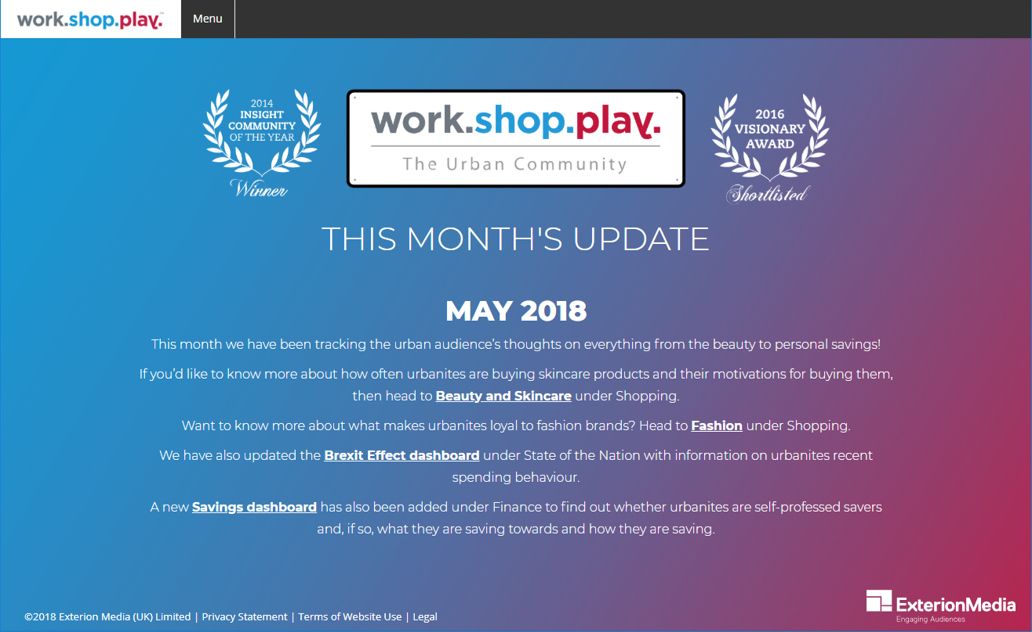 work.shop.play.™
Menu
2014
INSIGHT
COMMUNITY
OF THE YEAR
Winner
work.shop.play.
The Urban Community
2016
VISIONARY
AWARD
Shortlisted
THIS MONTH'S UPDATE
MAY 2018
This month we have been tracking the urban audience's thoughts on everything from the beauty to personal savings!
If you'd like to know more about how often urbanites are buying skincare products and their motivations for buying them,
then head to Beauty and Skincare under Shopping.
Want to know more about what makes urbanites loyal to fashion brands? Head to Fashion under Shopping.
We have also updated the Brexit Effect dashboard under State of the Nation with information on urbanites recent
spending behaviour.
A new Savings dashboard has also been added under Finance to find out whether urbanites are self-professed savers
and, if so, what they are saving towards and how they are saving.
©2018 Exterion Media (UK) Limited | Privacy Statement | Terms of Website Use | Legal
ExterionMedia
Engaging Audiences